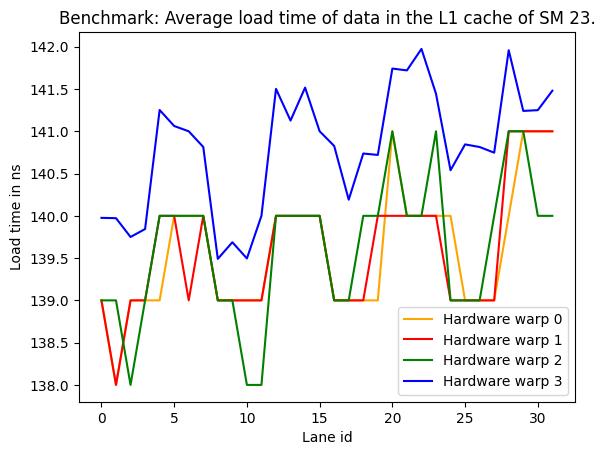 Benchmark: Average load time of data in the L1 cache of SM 23.
142.0
141.5
141.0
140.5
140.0
139.5
139.0
138.5
138.0
Load time in ns
Hardware warp 0
Hardware warp 1
Hardware warp 2
Hardware warp 3
0 5 10 15 20 25 30
Lane id